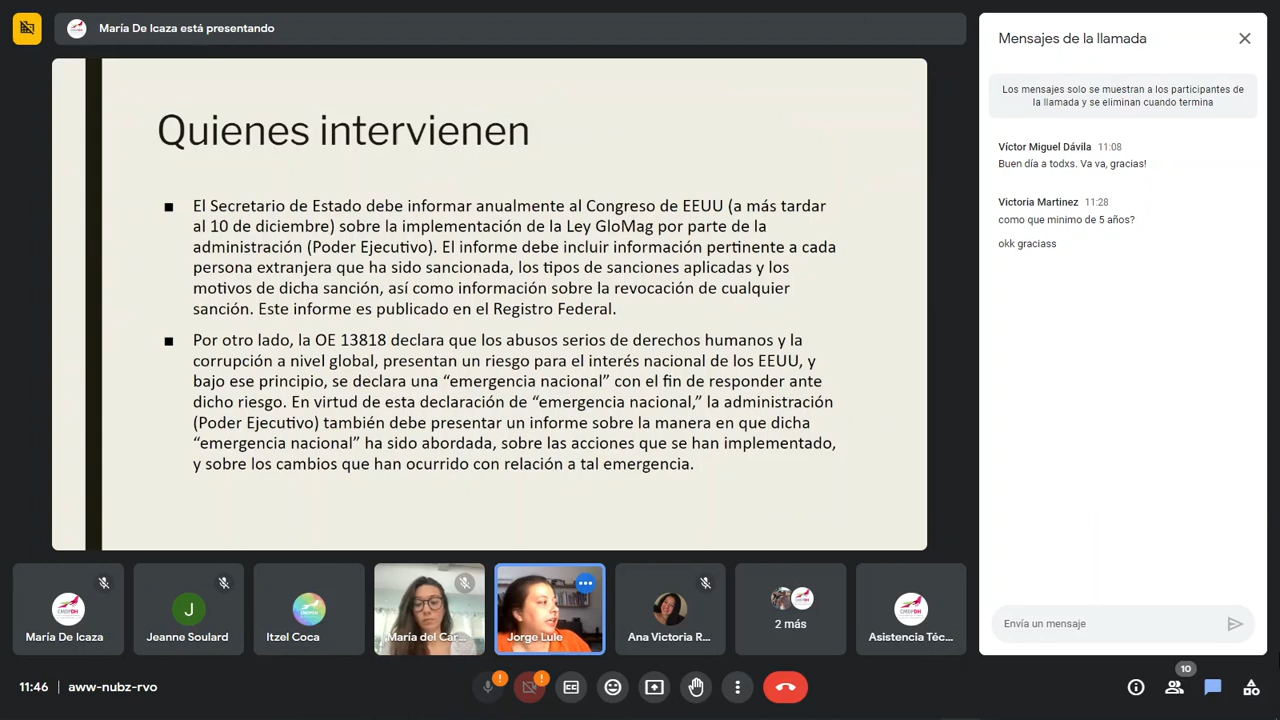 María De Icaza está presentando
Quienes intervienen
■ El Secretario de Estado debe informar anualmente al Congreso de EEUU (a más tardar
al 10 de diciembre) sobre la implementación de la Ley GloMag por parte de la
administración (Poder Ejecutivo). El informe debe incluir información pertinente a cada
persona extranjera que ha sido sancionada, los tipos de sanciones aplicadas y los
motivos de dicha sanción, así como información sobre la revocación de cualquier
sanción. Este informe es publicado en el Registro Federal.
■ Por otro lado, la OE 13818 declara que los abusos serios de derechos humanos y la
corrupción a nivel global, presentan un riesgo para el interés nacional de los EEUU, y
bajo ese principio, se declara una “emergencia nacional” con el fin de responder ante
dicho riesgo. En virtud de esta declaración de “emergencia nacional,” la administración
(Poder Ejecutivo) también debe presentar un informe sobre la manera en que dicha
“emergencia nacional” ha sido abordada, sobre las acciones que se han implementado,
y sobre los cambios que han ocurrido con relación a tal emergencia.
Mensajes de la llamada
Los mensajes solo se muestran a los participantes de
la llamada y se eliminan cuando termina
Víctor Miguel Dávila 11:08
Buen día a todxs. Va va, gracias!
Victoria Martinez 11:28
como que minimo de 5 años?
okk graciass
Envía un mensaje
CMDPDH
María De Icaza
J
Jeanne Soulard
Itzel Coca
María del Car...
Jorge Lule
Ana Victoria R...
2 más
CMDPDH
Asistencia Téc...
11:46 | aww-nubz-rvo
10